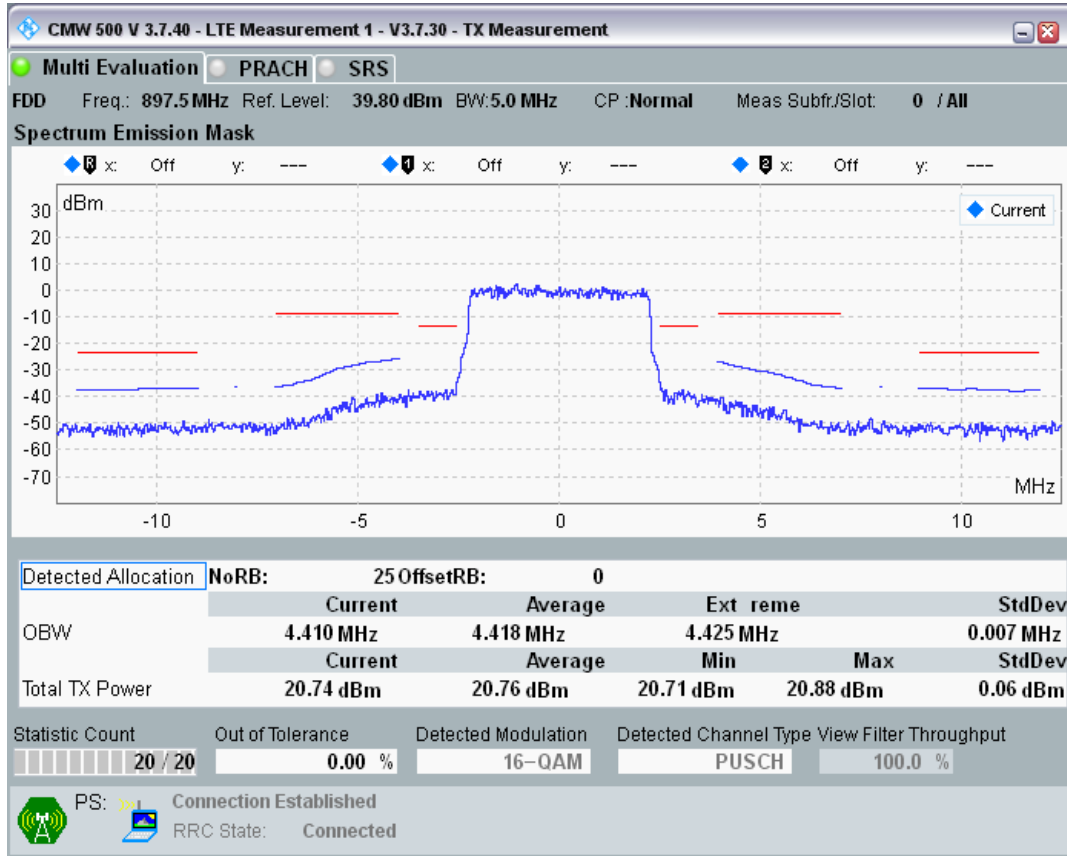 CMW 500 V 3.7.40 - LTE Measurement 1 - V3.7.30 - TX Measurement
Multi Evaluation PRACH SRS
FDD Freq.: 897.5 MHz Ref. Level: 39.80 dBm BW: 5.0 MHz CP :Normal Meas Subfr./Slot: 0 / All
Spectrum Emission Mask
R x: Off y: --- 1 x: Off y: --- 2 x: Off y: ---
dBm
Current
30
20
10
0
-10
-20
-30
-40
-50
-60
-70
MHz
-10 -5 0 5 10
Detected Allocation NoRB: 25 OffsetRB: 0
Current Average Ext reme StdDev
OBW 4.410 MHz 4.418 MHz 4.425 MHz 0.007 MHz
Current Average Min Max StdDev
Total TX Power 20.74 dBm 20.76 dBm 20.71 dBm 20.88 dBm 0.06 dBm
Statistic Count Out of Tolerance Detected Modulation Detected Channel Type View Filter Throughput
20 / 20 0.00 % 16-QAM PUSCH 100.0 %
PS: Connection Established
RRC State: Connected